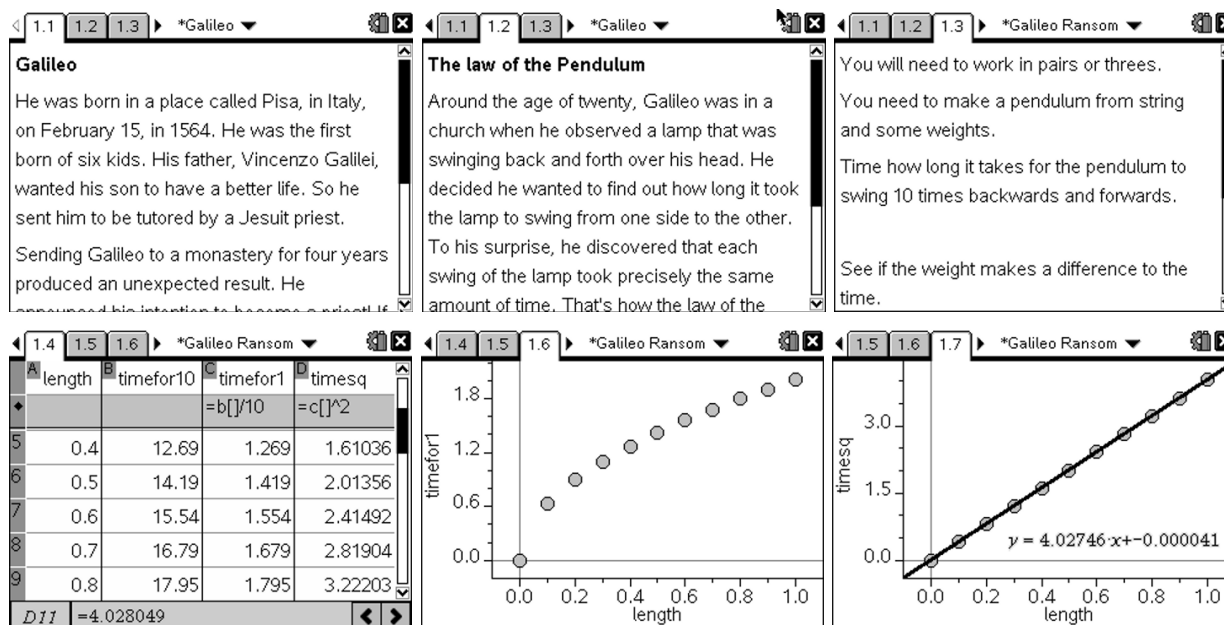 1.1 1.2 1.3 *Galileo
Galileo
He was born in a place called Pisa, in Italy,
on February 15, in 1564. He was the first
born of six kids. His father, Vincenzo Galilei,
wanted his son to have a better life. So he
sent him to be tutored by a Jesuit priest.
Sending Galileo to a monastery for four years
produced an unexpected result. He
announced his intention to become a priest! If
1.1 1.2 1.3 *Galileo
The law of the Pendulum
Around the age of twenty, Galileo was in a
church when he observed a lamp that was
swinging back and forth over his head. He
decided he wanted to find out how long it took
the lamp to swing from one side to the other.
To his surprise, he discovered that each
swing of the lamp took precisely the same
amount of time. That's how the law of the
1.1 1.2 1.3 *Galileo Ransom
You will need to work in pairs or threes.
You need to make a pendulum from string
and some weights.
Time how long it takes for the pendulum to
swing 10 times backwards and forwards.
See if the weight makes a difference to the
time.
1.4 1.5 1.6 *Galileo Ransom
A length B timefor10 C timefor1 D timesq
=b[]/10 =c[]^2
5 0.4 12.69 1.269 1.61036
6 0.5 14.19 1.419 2.01356
7 0.6 15.54 1.554 2.41492
8 0.7 16.79 1.679 2.81904
9 0.8 17.95 1.795 3.22203
D11 =4.028049
1.4 1.5 1.6 *Galileo Ransom
timefor1
1.8
1.2
0.6
0.0
0.0 0.2 0.4 0.6 0.8 1.0
length
1.5 1.6 1.7 *Galileo Ransom
timesq
3.0
1.5
0.0
y = 4.02746·x+-0.000041
0.0 0.2 0.4 0.6 0.8 1.0
length